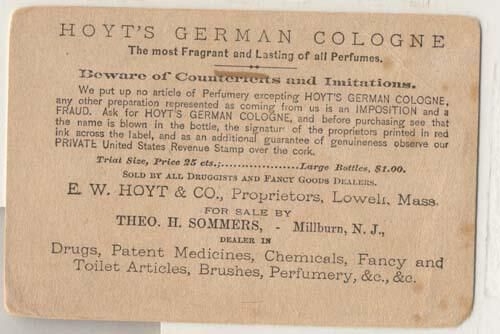 HOYT'S GERMAN COLOGNE
The most Fragrant and Lasting of all Perfumes.
Beware of Counterfeits and Imitations.
We put up no article of Perfumery excepting HOYT'S GERMAN COLOGNE,
any other preparation represented as coming from us is an IMPOSITION and a
FRAUD. Ask for HOYT'S GERMAN COLOGNE, and before purchasing see that
the name is blown in the bottle, the signature of the proprietors printed in red
ink across the label, and as an additional guarantee of genuineness observe our
PRIVATE United States Revenue Stamp over the cork.
Trial Size, Price 25 cts.;....................Large Bottles, $1.00.
SOLD BY ALL DRUGGISTS AND FANCY GOODS DEALERS.
E. W. HOYT & CO., Proprietors, Lowell, Mass.
FOR SALE BY
THEO. H. SOMMERS, - Millburn, N. J.,
DEALER IN
Drugs, Patent Medicines, Chemicals, Fancy and
Toilet Articles, Brushes, Perfumery, &c., &c.